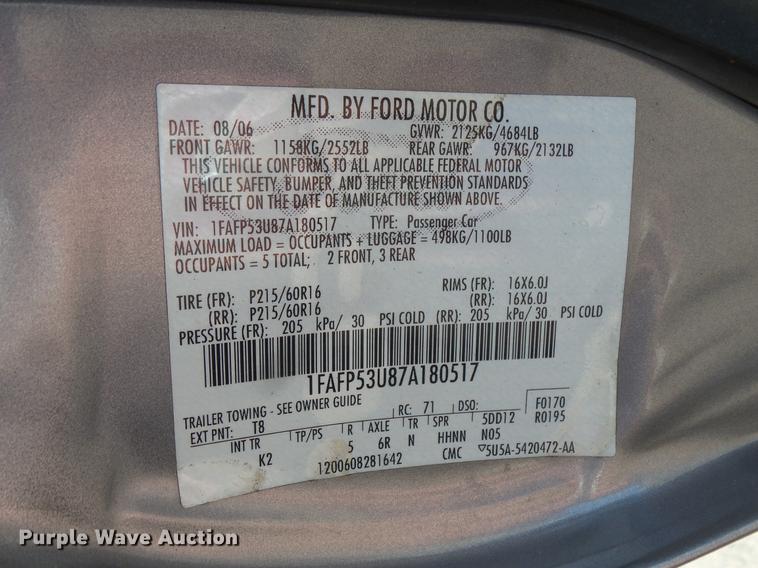 MFD. BY FORD MOTOR CO.
DATE: 08/06 GVWR: 2125KG/4684LB
FRONT GAWR: 1158KG/2552LB REAR GAWR: 967KG/2132LB
THIS VEHICLE CONFORMS TO ALL APPLICABLE FEDERAL MOTOR
VEHICLE SAFETY, BUMPER, AND THEFT PREVENTION STANDARDS
IN EFFECT ON THE DATE OF MANUFACTURE SHOWN ABOVE.
VIN: 1FAFP53U87A180517 TYPE: Passenger Car
MAXIMUM LOAD = OCCUPANTS + LUGGAGE = 498KG/1100LB
OCCUPANTS = 5 TOTAL; 2 FRONT, 3 REAR
TIRE (FR): P215/60R16 RIMS (FR): 16X6.0J
(RR): P215/60R16 (RR): 16X6.0J
PRESSURE (FR): 205 kPa/ 30 PSI COLD (RR): 205 kPa/ 30 PSI COLD
1FAFP53U87A180517
TRAILER TOWING - SEE OWNER GUIDE
EXT PNT: T8 RC: 71 DSO: F0170
R0195
INT TR TP/PS R AXLE TR SPR 5DD12
K2 5 6R N HHNN N05
1200608281642 CMC ▽5U5A-5420472-AA
Purple Wave Auction